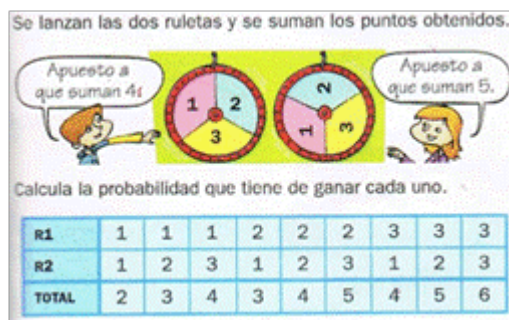 Se lanzan las dos ruletas y se suman los puntos obtenidos.
Apuesto a
que suman 4
Apuesto a
que suman 5.
1 2 3
1 2 3
Calcula la probabilidad que tiene de ganar cada uno.
R1 1 1 1 2 2 2 3 3 3
R2 1 2 3 1 2 3 1 2 3
TOTAL 2 3 4 3 4 5 4 5 6